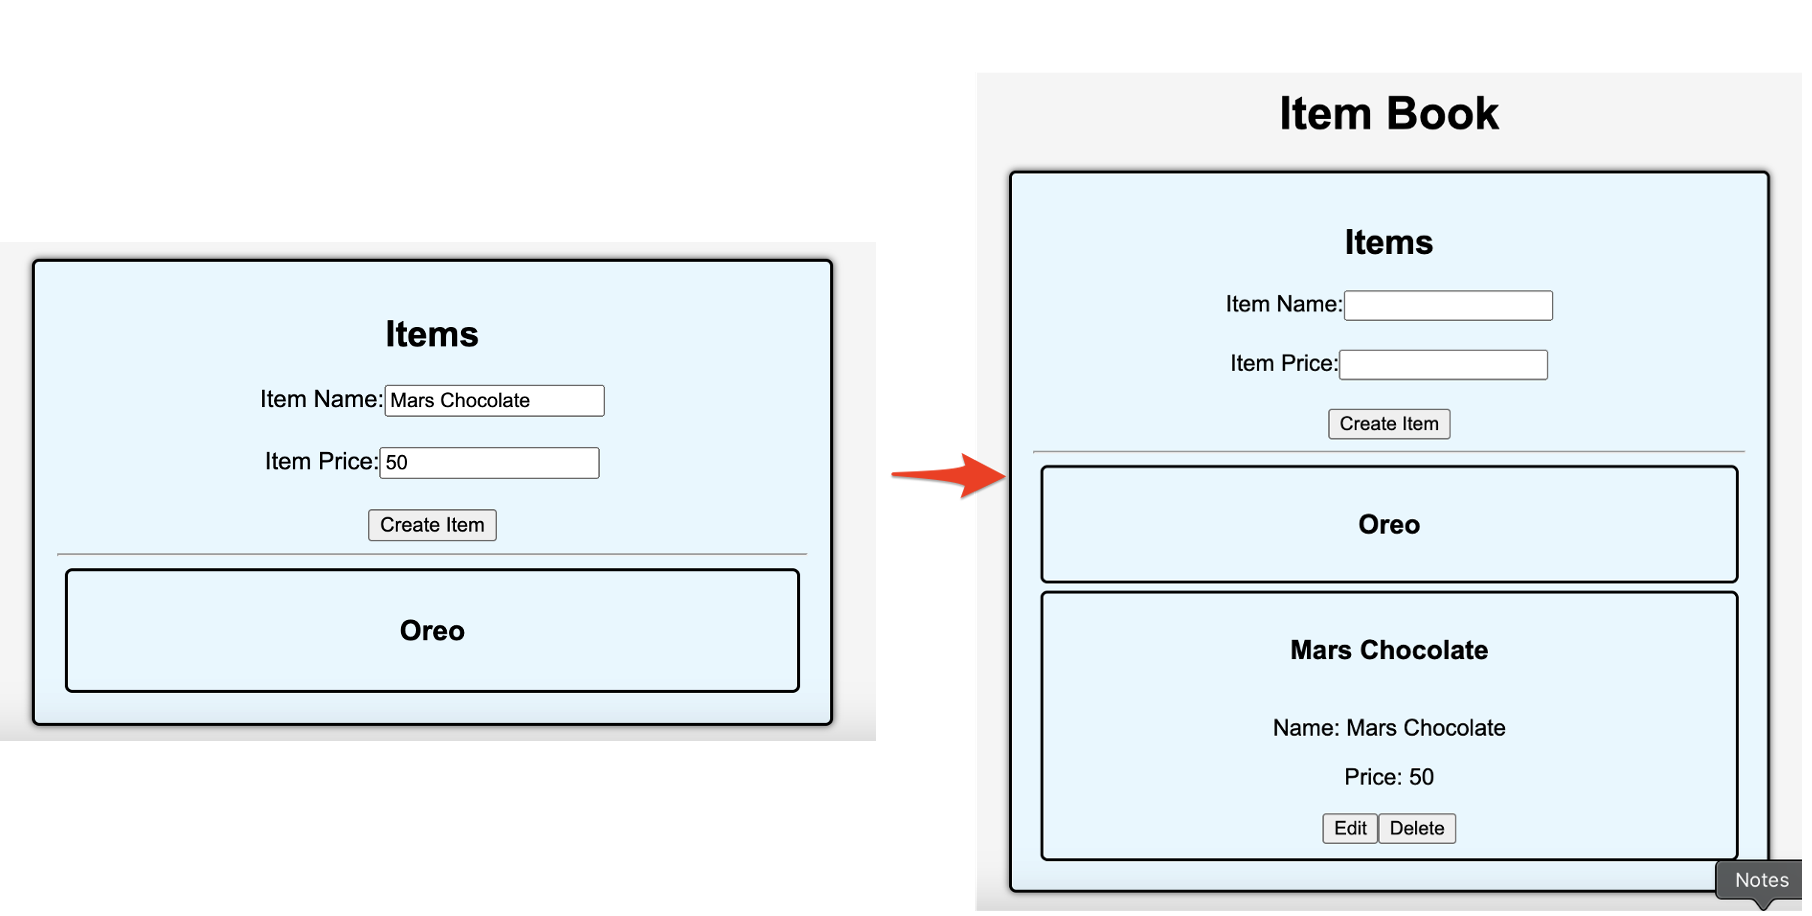 Items
Item Name: Mars Chocolate
Item Price: 50
Create Item
Oreo
Item Book
Items
Item Name:
Item Price:
Create Item
Oreo
Mars Chocolate
Name: Mars Chocolate
Price: 50
Edit Delete
Notes